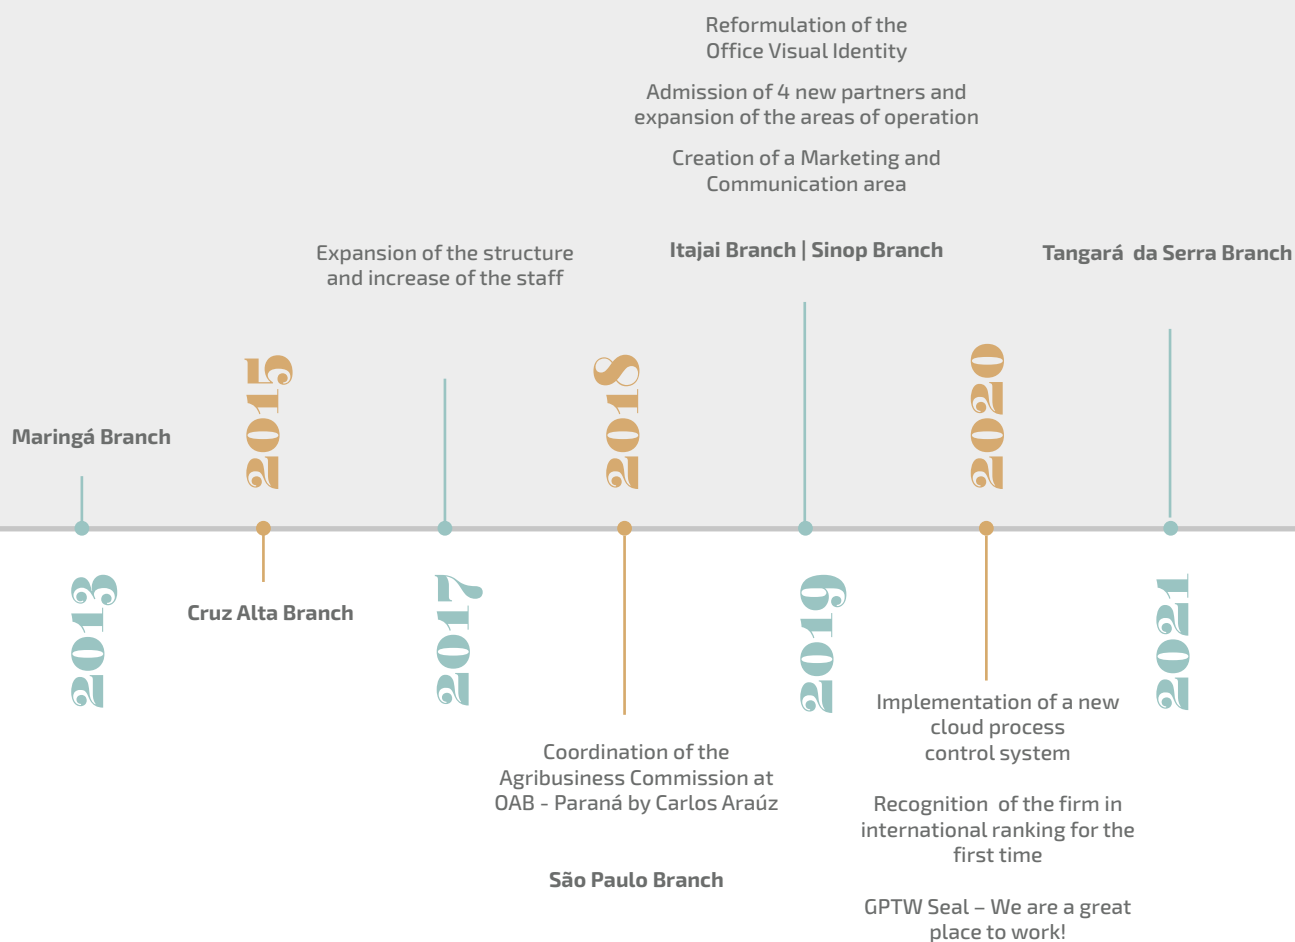 Reformulation of the
Office Visual Identity
Admission of 4 new partners and
expansion of the areas of operation
Creation of a Marketing and
Communication area
Expansion of the structure
and increase of the staff
Itajai Branch | Sinop Branch
Tangará da Serra Branch
Maringá Branch
2015
2018
2020
2013
Cruz Alta Branch
2017
2019
2021
Coordination of the
Agribusiness Commission at
OAB - Paraná by Carlos Araúz
São Paulo Branch
Implementation of a new
cloud process
control system
Recognition of the firm in
international ranking for the
first time
GPTW Seal – We are a great
place to work!